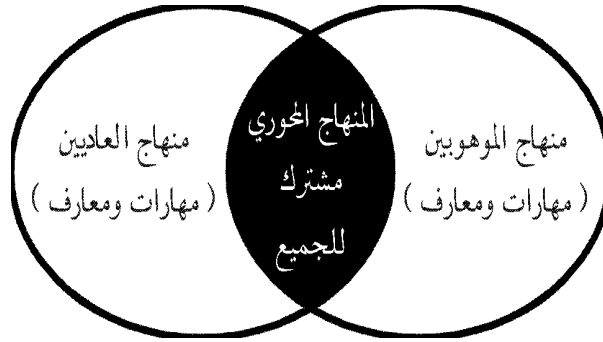 منهاج الموهوبين
( مهارات ومعارف )
المنهاج المحوري
مشترك
للجميع
منهاج العاديين
( مهارات ومعارف )